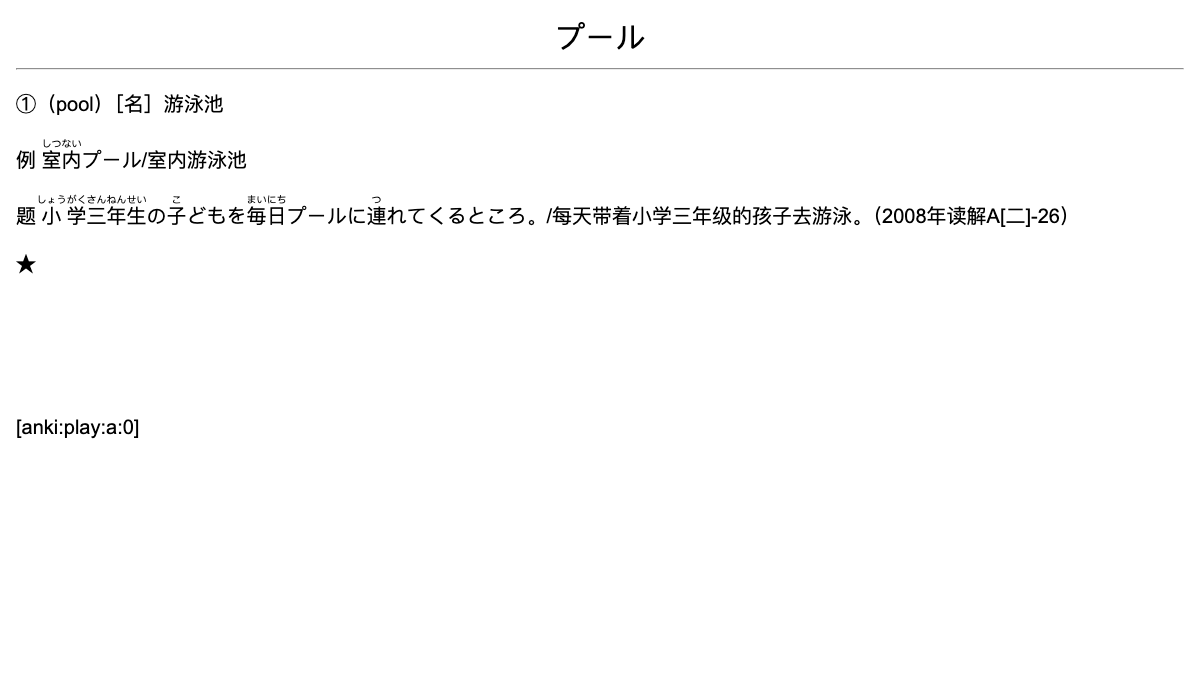 プール
①（pool）［名］游泳池
しつない
例 室内プール/室内游泳池
しょうがくさんねんせい こ まいにち つ
题 小学三年生の子どもを毎日プールに連れてくるところ。/每天带着小学三年级的孩子去游泳。（2008年读解A[二]-26）
★
[anki:play:a:0]